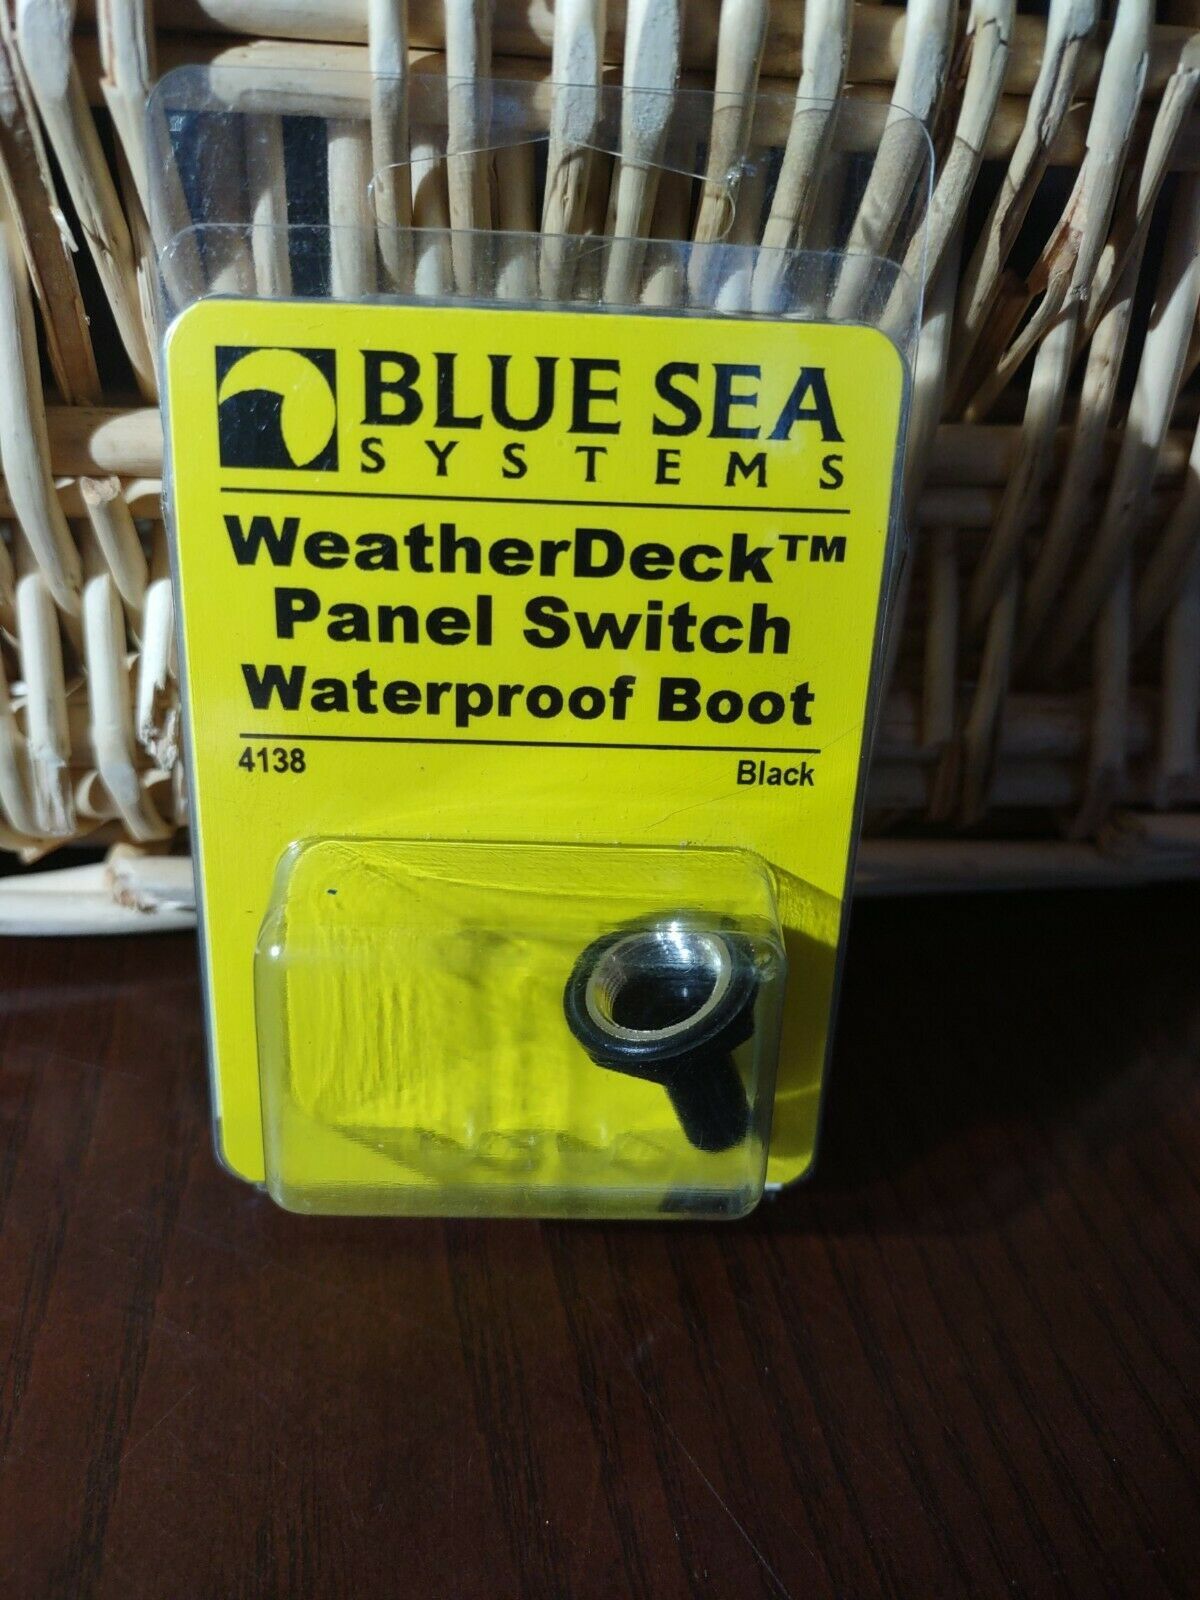 BLUE SEA
SYSTEMS
WeatherDeck™
Panel Switch
Waterproof Boot
4138 Black